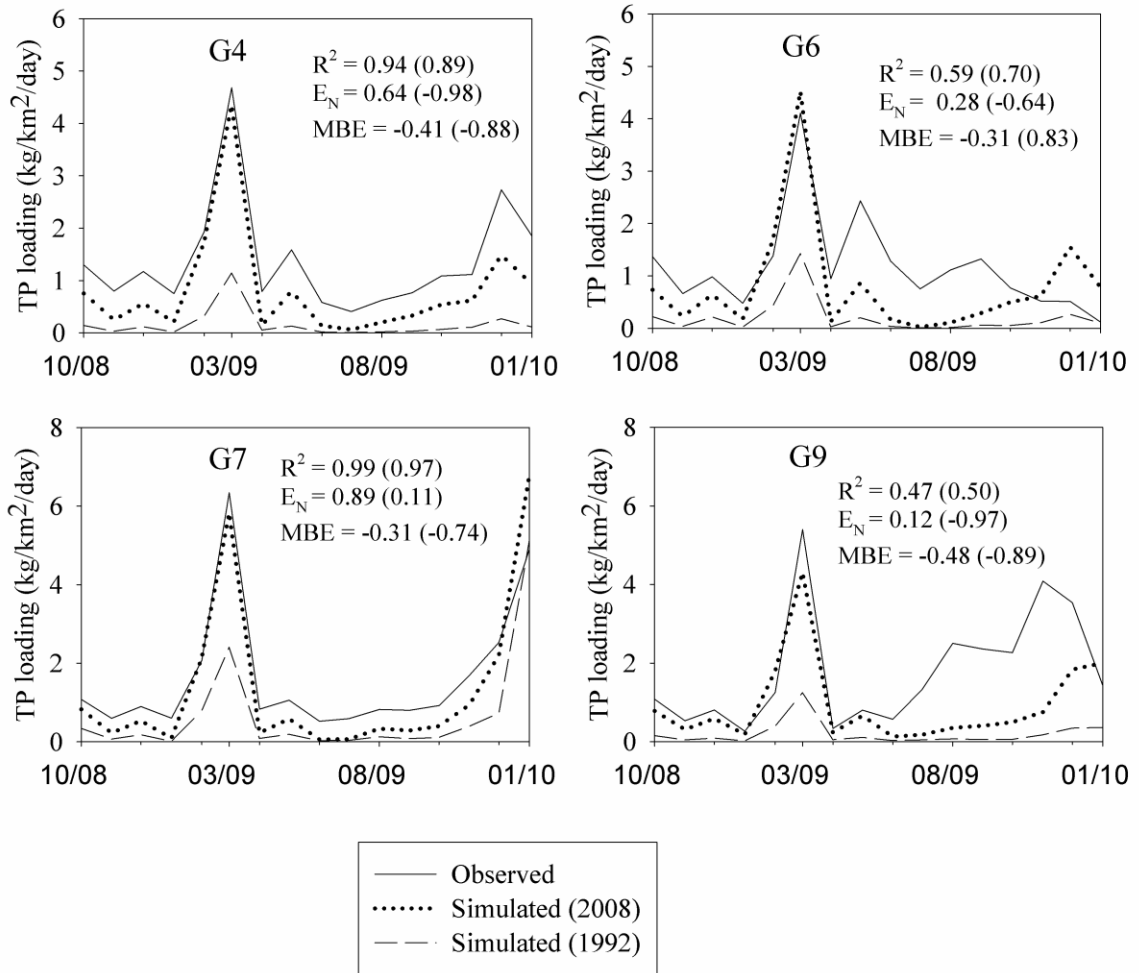 G4
R² = 0.94 (0.89)
E_N = 0.64 (-0.98)
MBE = -0.41 (-0.88)
TP loading (kg/km²/day)
6
5
4
3
2
1
0
10/08 03/09 08/09 01/10
G6
R² = 0.59 (0.70)
E_N = 0.28 (-0.64)
MBE = -0.31 (0.83)
TP loading (kg/km²/day)
6
5
4
3
2
1
0
10/08 03/09 08/09 01/10
G7
R² = 0.99 (0.97)
E_N = 0.89 (0.11)
MBE = -0.31 (-0.74)
TP loading (kg/km²/day)
8
6
4
2
0
10/08 03/09 08/09 01/10
G9
R² = 0.47 (0.50)
E_N = 0.12 (-0.97)
MBE = -0.48 (-0.89)
TP loading (kg/km²/day)
8
6
4
2
0
10/08 03/09 08/09 01/10
Observed
Simulated (2008)
Simulated (1992)